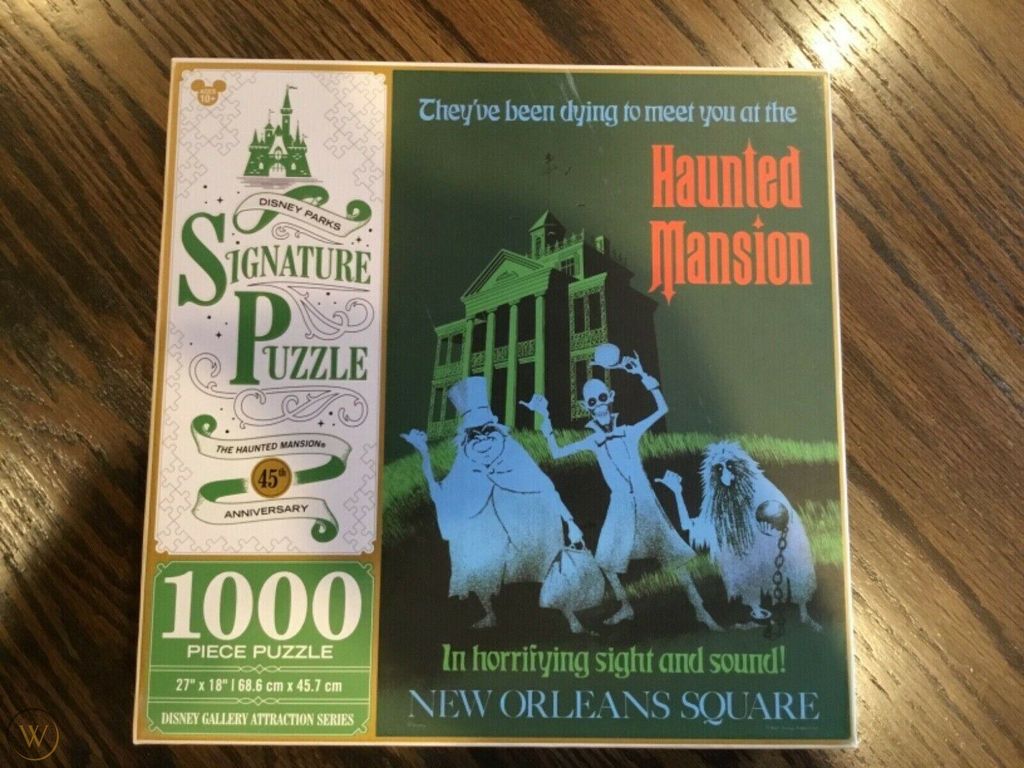 AGES
10+
DISNEY PARKS
SIGNATURE
PUZZLE
THE HAUNTED MANSION®
45th
ANNIVERSARY
1000
PIECE PUZZLE
27" x 18" | 68.6 cm x 45.7 cm
DISNEY GALLERY ATTRACTION SERIES
They've been dying to meet you at the
Haunted
Mansion
In horrifying sight and sound!
NEW ORLEANS SQUARE
W